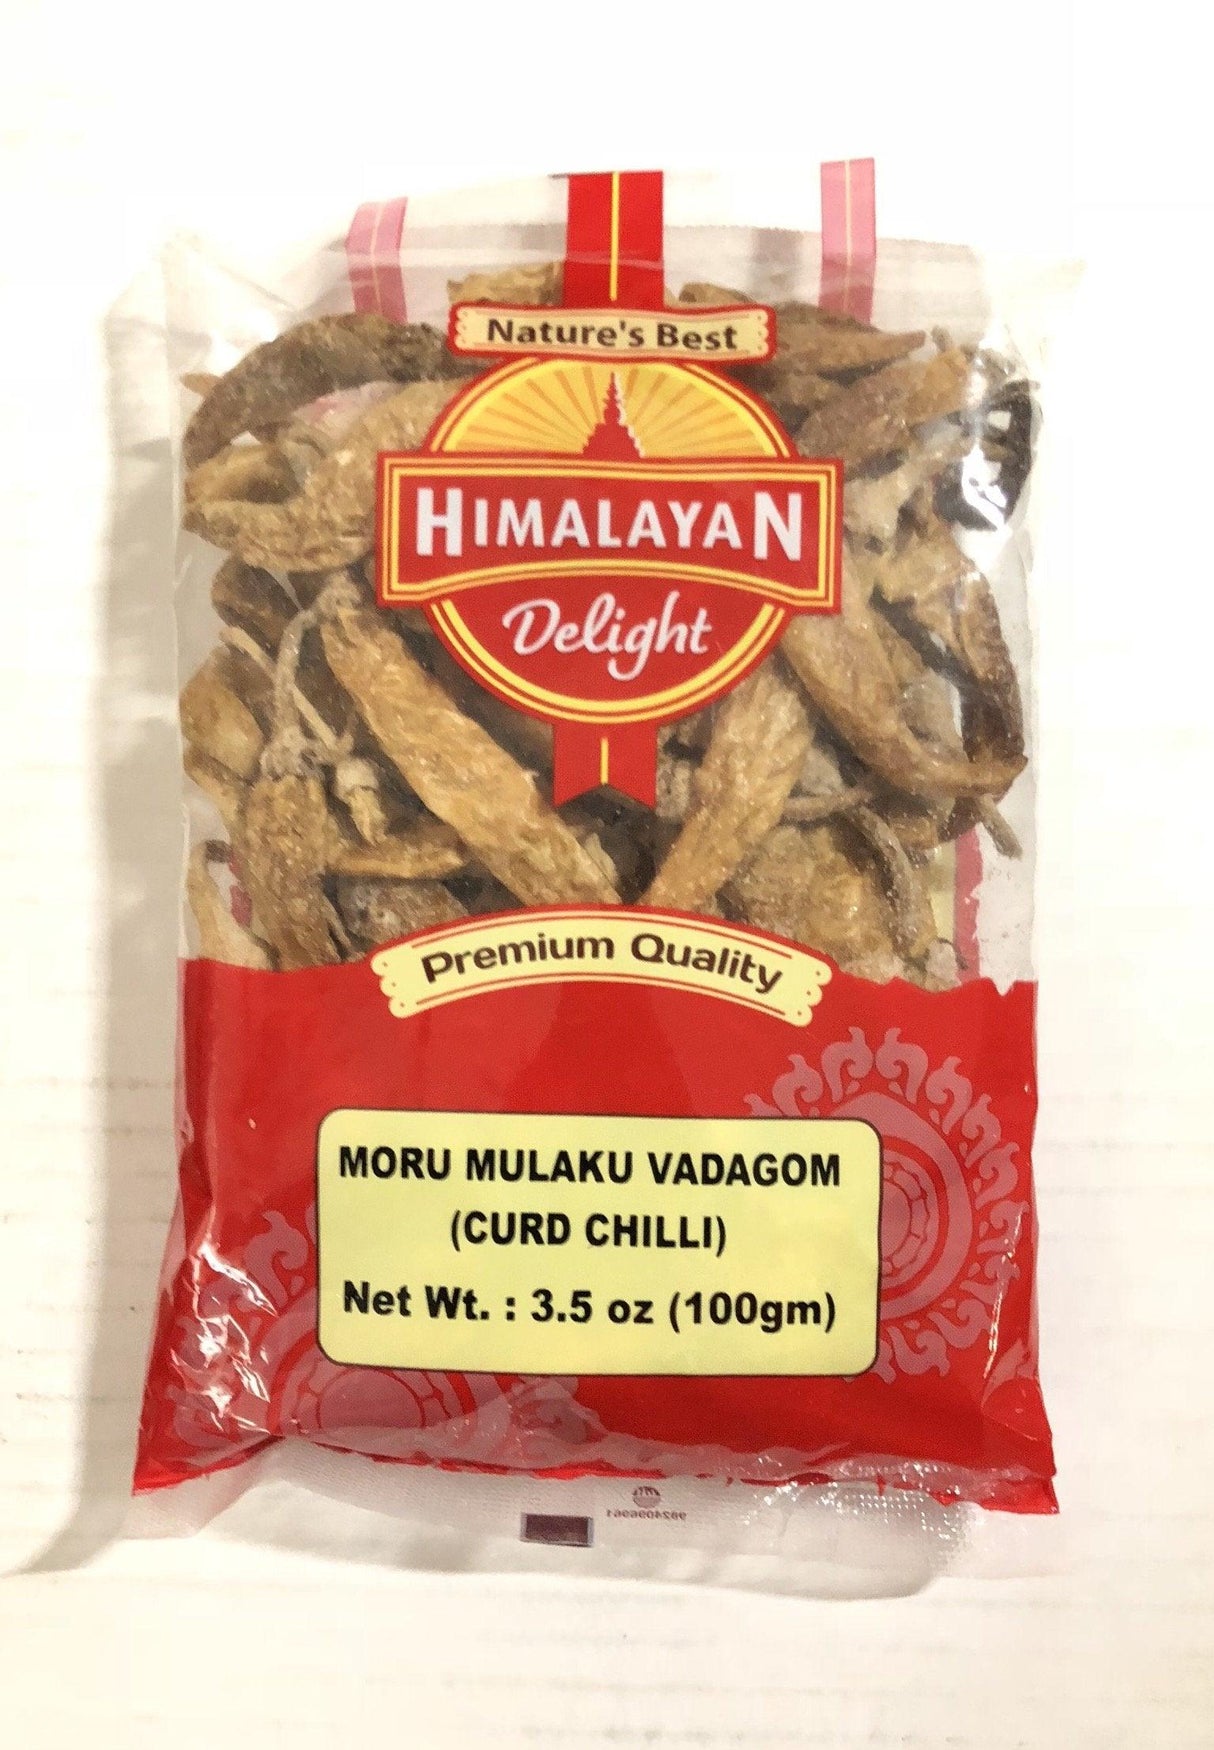 Nature's Best
HIMALAYAN
Delight
Premium Quality
MORU MULAKU VADAGOM
(CURD CHILLI)
Net Wt. : 3.5 oz (100gm)